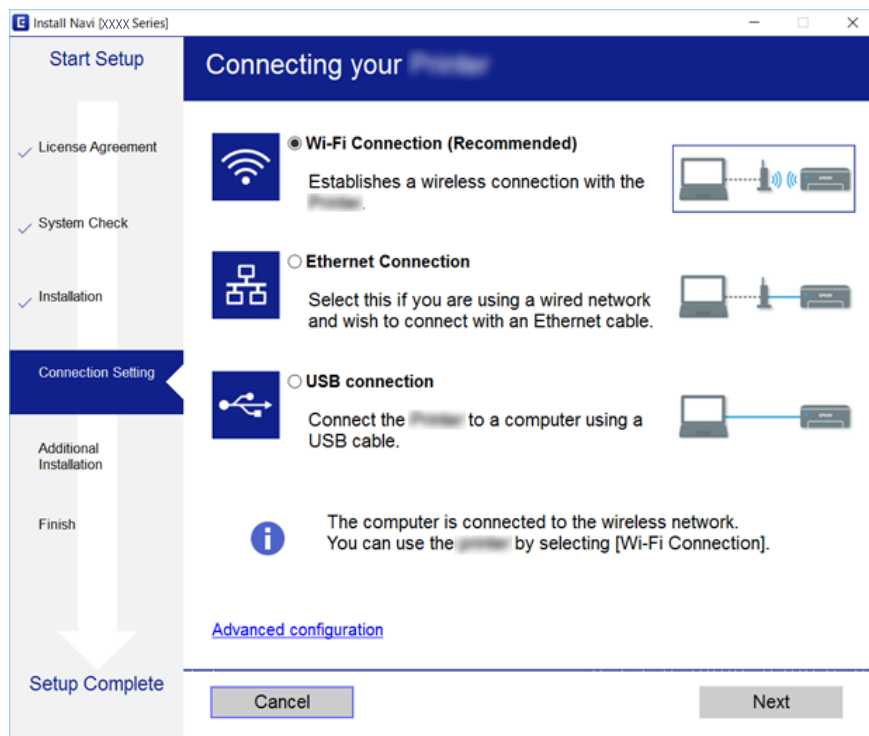 E Install Navi [XXXX Series]
Start Setup
License Agreement
System Check
Installation
Connection Setting
Additional
Installation
Finish
Setup Complete
Connecting your
Wi-Fi Connection (Recommended)
Establishes a wireless connection with the
.
Ethernet Connection
Select this if you are using a wired network
and wish to connect with an Ethernet cable.
USB connection
Connect the to a computer using a
USB cable.
The computer is connected to the wireless network.
You can use the by selecting [Wi-Fi Connection].
Advanced configuration
Cancel
Next